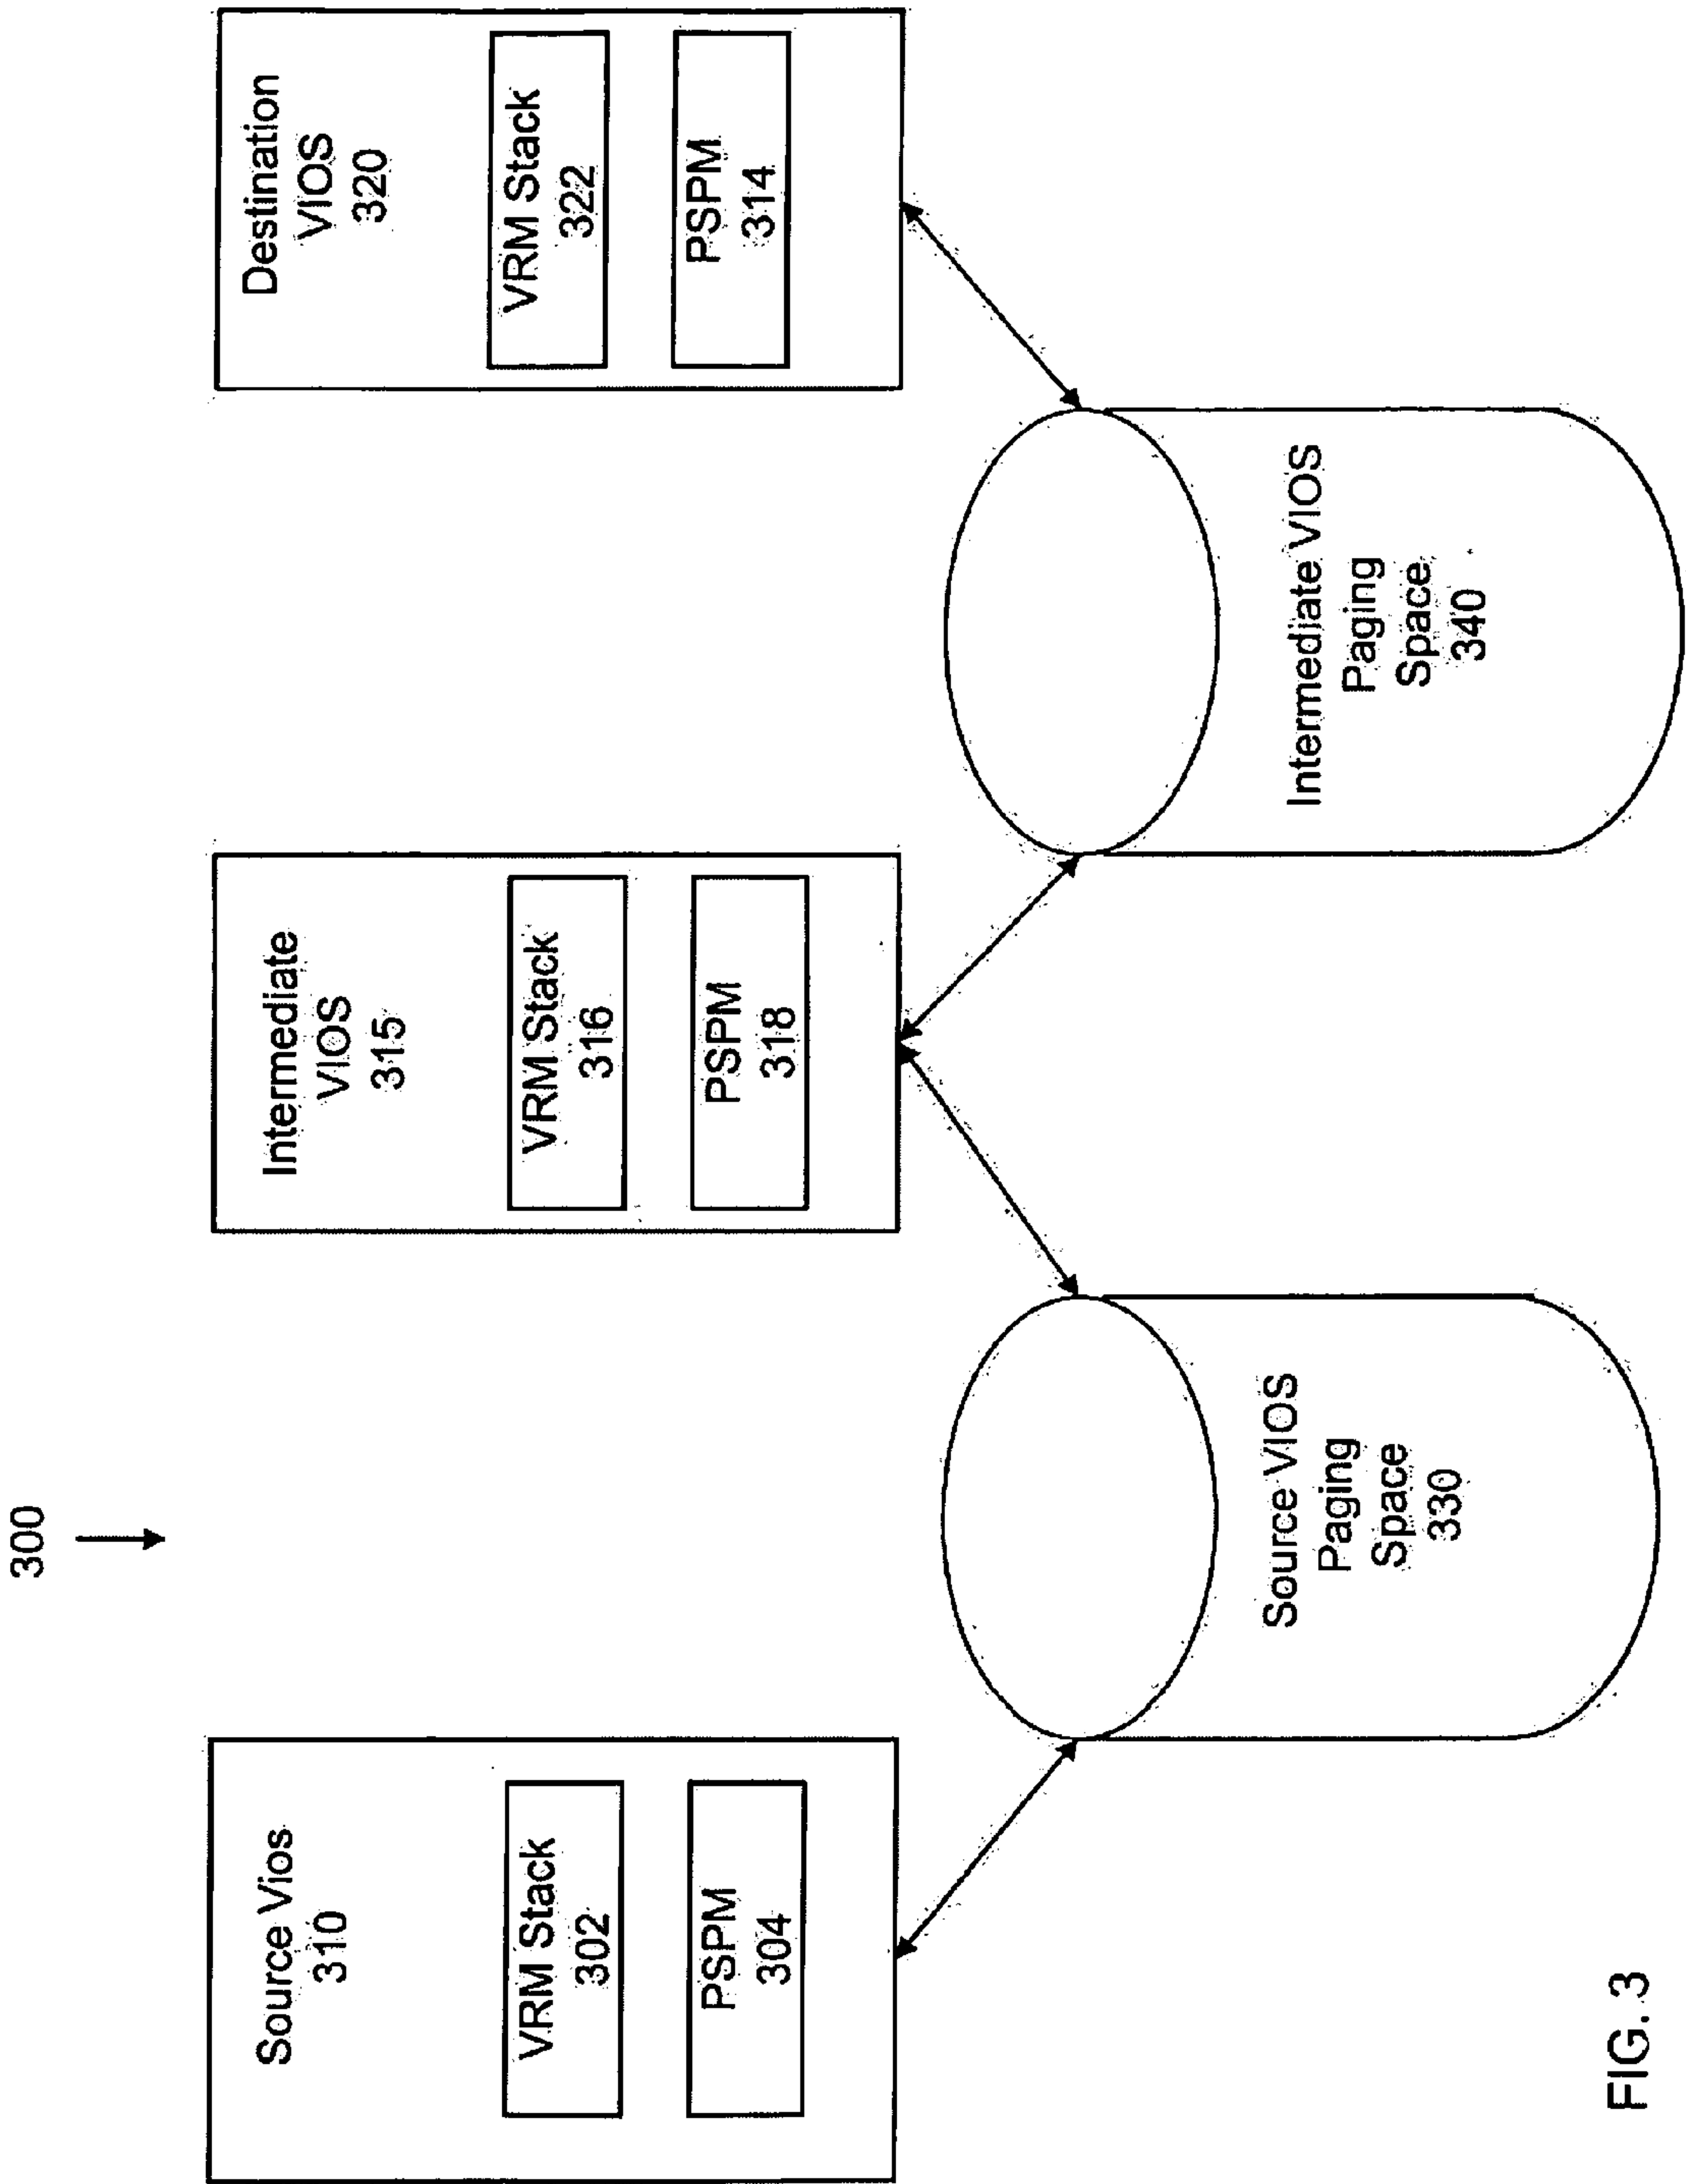 300
Source Vios
310
VRM Stack
302
PSPM
304
Intermediate
VIOS
315
VRM Stack
316
PSPM
318
Destination
VIOS
320
VRM Stack
322
PSPM
314
Source VIOS
Paging
Space
330
Intermediate VIOS
Paging
Space
340
FIG. 3